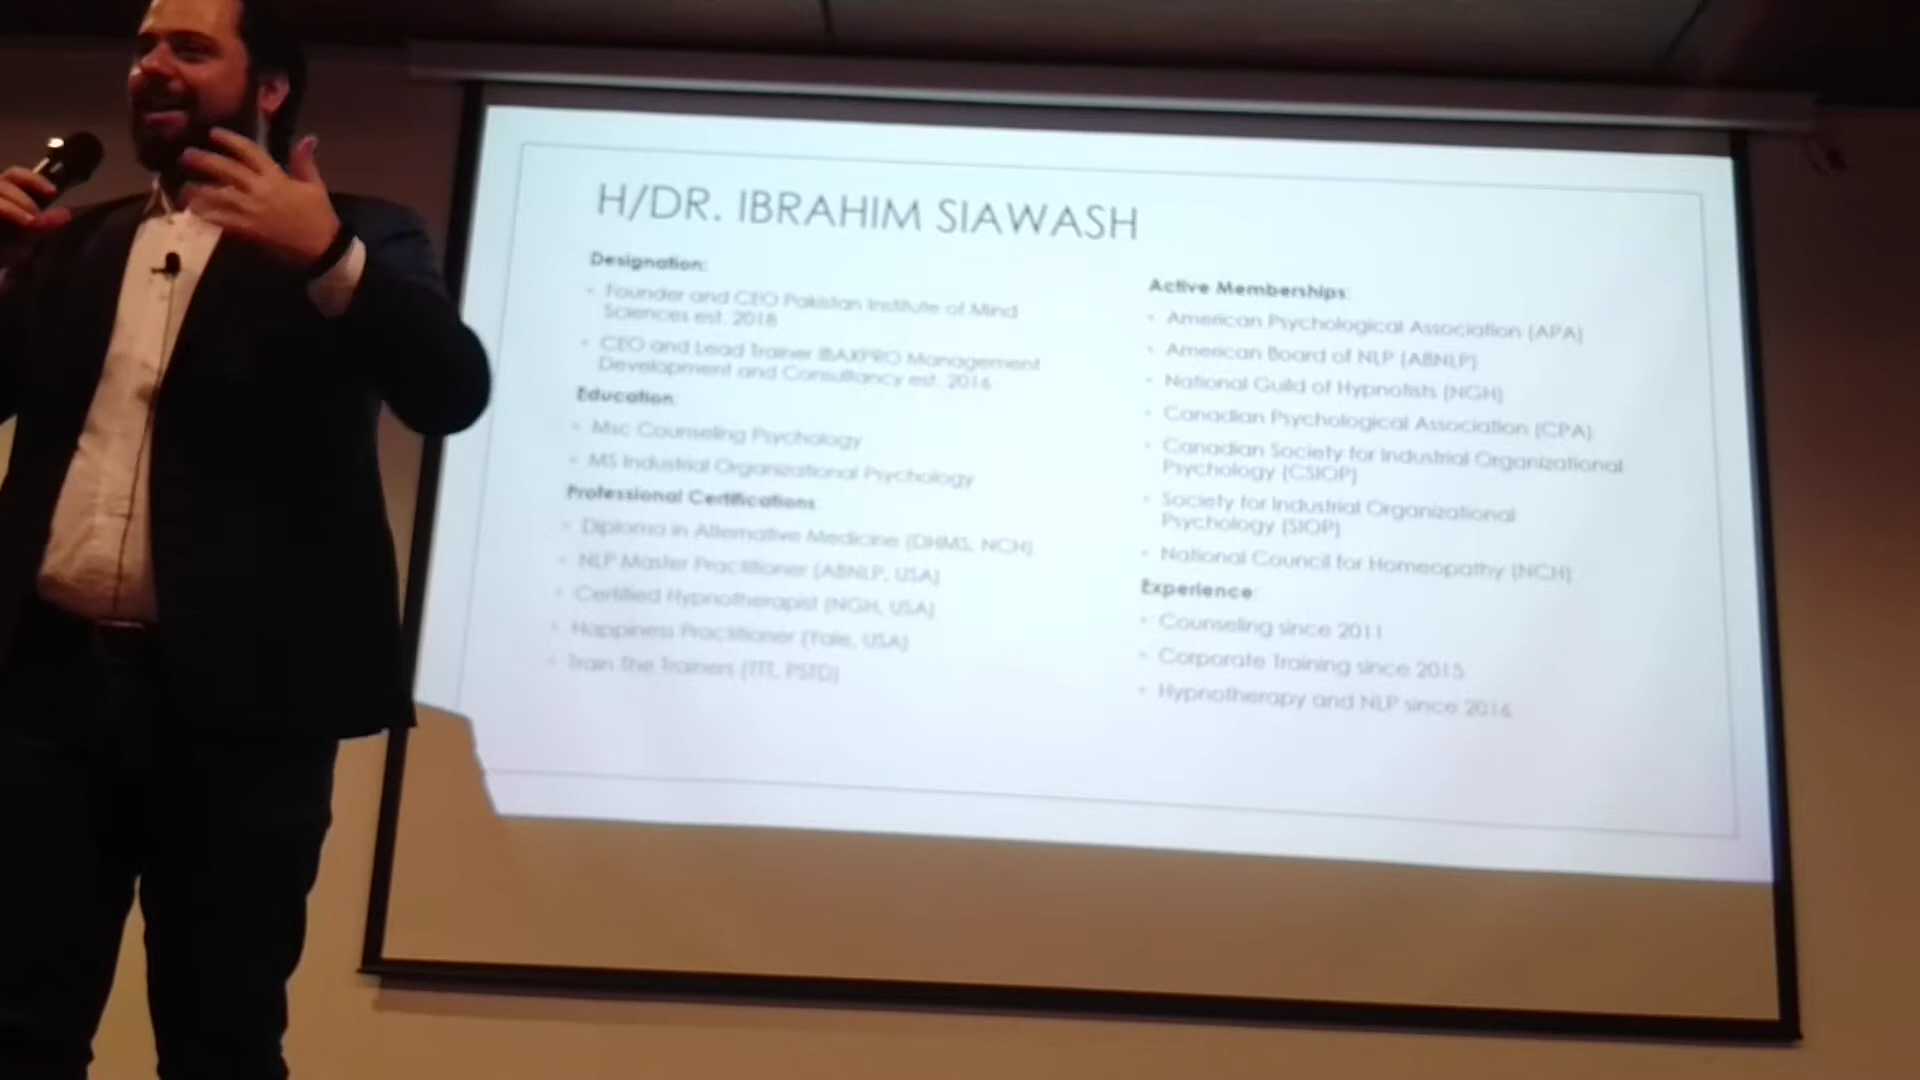 H/DR. IBRAHIM SIAWASH
Designation:
Founder and CEO Pakistan Institute of Mind
Sciences est. 2018
CEO and Lead Trainer IBAXPRO Management
Development and Consultancy est. 2016
Education:
Msc Counseling Psychology
MS Industrial Organizational Psychology
Professional Certifications:
Diploma in Alternative Medicine (DHMS, NCH)
NLP Master Practitioner (ABNLP, USA)
Certified Hypnotherapist (NGH, USA)
Happiness Practitioner (Yale, USA)
Train The Trainers (TTT, PSTD)
Active Memberships:
American Psychological Association (APA)
American Board of NLP (ABNLP)
National Guild of Hypnotists (NGH)
Canadian Psychological Association (CPA)
Canadian Society for Industrial Organizational
Psychology (CSIOP)
Society for Industrial Organizational
Psychology (SIOP)
National Council for Homeopathy (NCH)
Experience:
Counseling since 2011
Corporate Training since 2015
Hypnotherapy and NLP since 2016